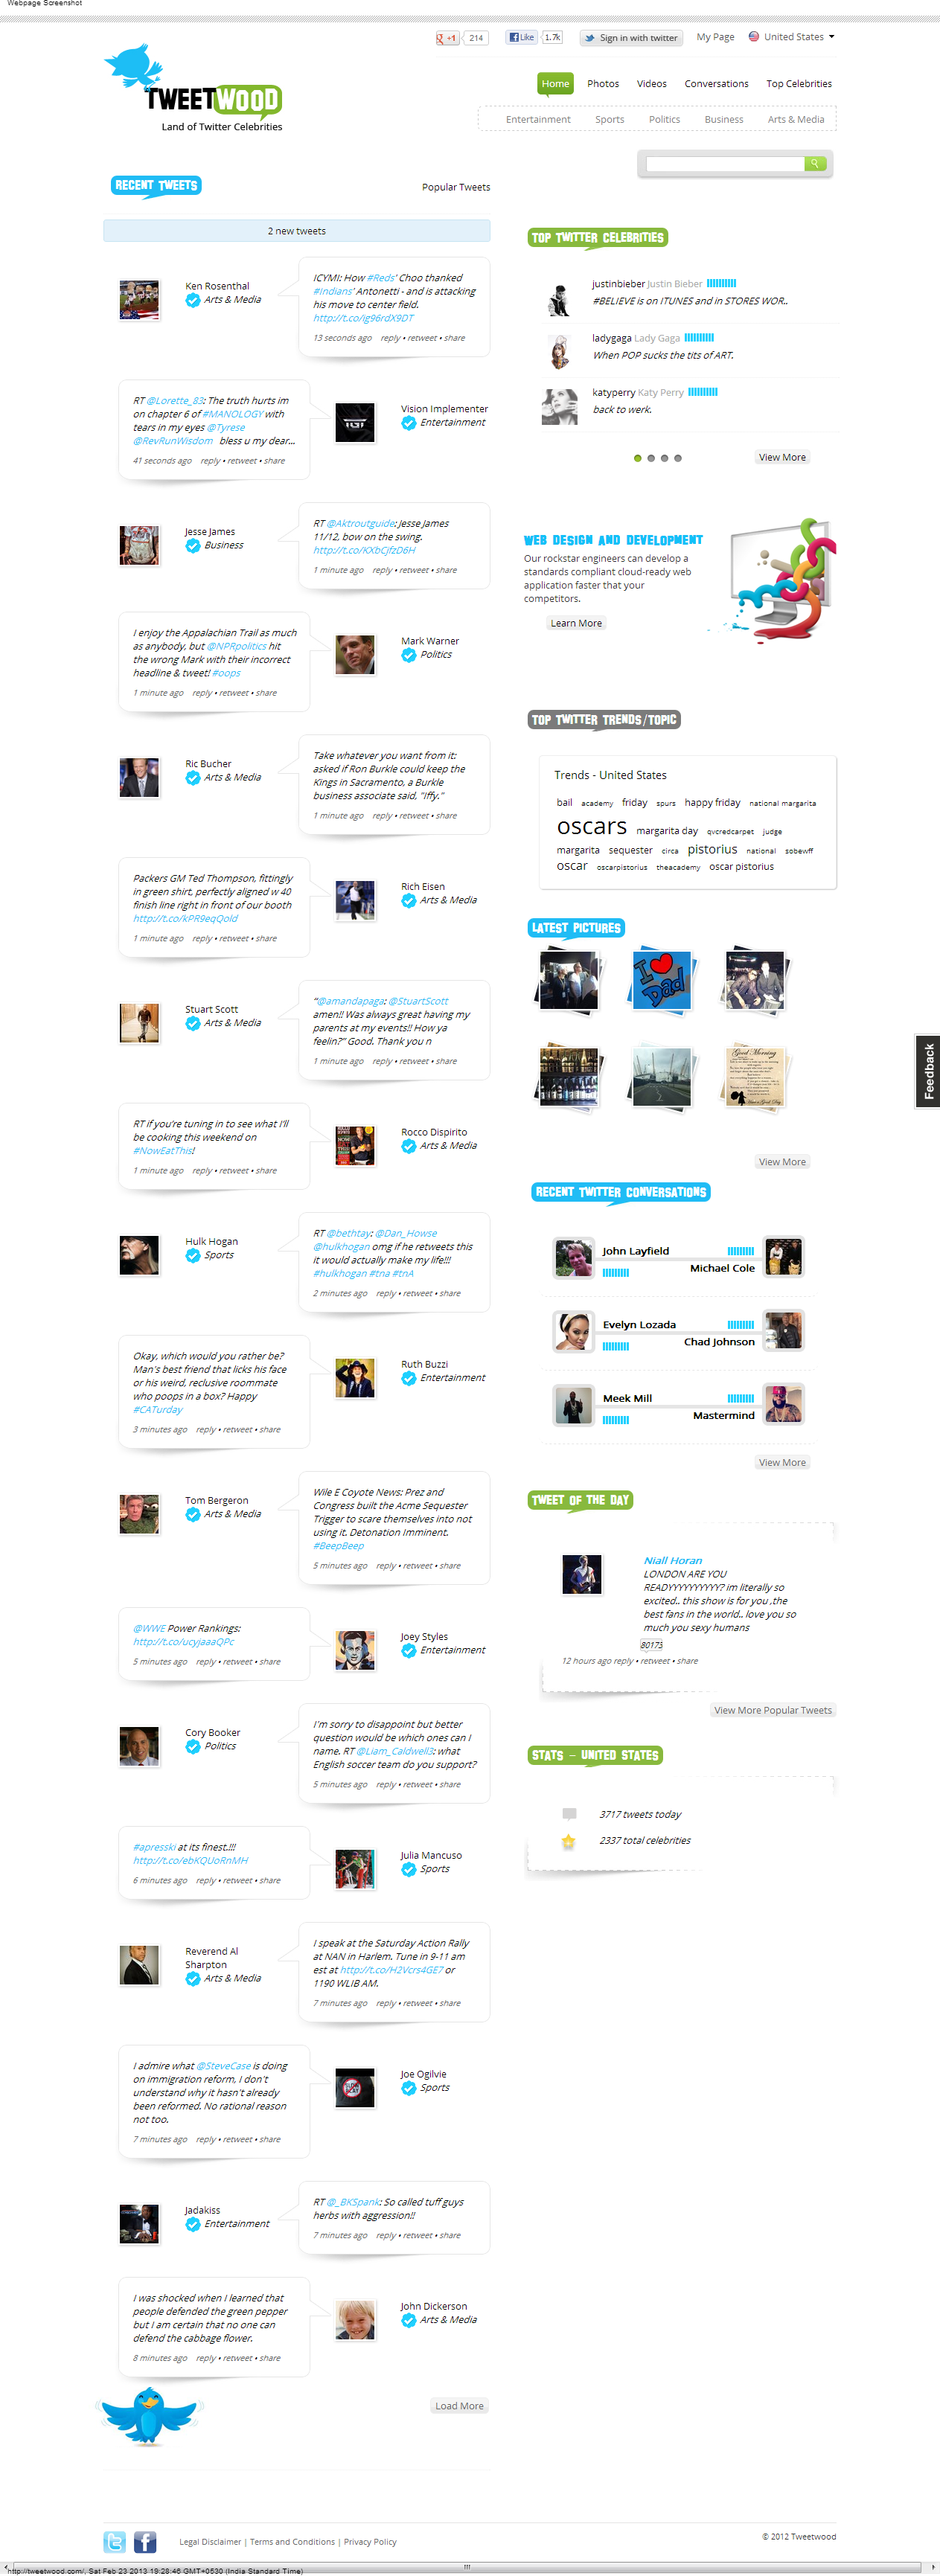 Webpage Screenshot
+1 214
Like 1.7k
Sign in with twitter
My Page
United States
TWEETWOOD
Land of Twitter Celebrities
Home Photos Videos Conversations Top Celebrities
Entertainment Sports Politics Business Arts & Media
RECENT TWEETS
Popular Tweets
2 new tweets
Ken Rosenthal
Arts & Media
ICYMI: How #Reds' Choo thanked
#Indians' Antonetti - and is attacking
his move to center field.
http://t.co/ig96rdX9DT
13 seconds ago reply • retweet • share
RT @Lorette_83: The truth hurts im
on chapter 6 of #MANOLOGY with
tears in my eyes @Tyrese
@RevRunWisdom bless u my dear...
41 seconds ago reply • retweet • share
Vision Implementer
Entertainment
Jesse James
Business
RT @Aktroutguide: Jesse James
11/12, bow on the swing.
http://t.co/KXbCjfzD6H
1 minute ago reply • retweet • share
I enjoy the Appalachian Trail as much
as anybody, but @NPRpolitics hit
the wrong Mark with their incorrect
headline & tweet! #oops
1 minute ago reply • retweet • share
Mark Warner
Politics
Ric Bucher
Arts & Media
Take whatever you want from it:
asked if Ron Burkle could keep the
Kings in Sacramento, a Burkle
business associate said, "Iffy."
1 minute ago reply • retweet • share
Packers GM Ted Thompson, fittingly
in green shirt, perfectly aligned w 40
finish line right in front of our booth
http://t.co/kPR9eqQold
1 minute ago reply • retweet • share
Rich Eisen
Arts & Media
Stuart Scott
Arts & Media
"@amandapaga: @StuartScott
amen!! Was always great having my
parents at my events!! How ya
feelin?" Good. Thank you n
1 minute ago reply • retweet • share
RT if you're tuning in to see what I'll
be cooking this weekend on
#NowEatThis!
1 minute ago reply • retweet • share
Rocco Dispirito
Arts & Media
Hulk Hogan
Sports
RT @bethtay: @Dan_Howse
@hulkhogan omg if he retweets this
it would actually make my life!!!
#hulkhogan #tna #tnA
2 minutes ago reply • retweet • share
Okay, which would you rather be?
Man's best friend that licks his face
or his weird, reclusive roommate
who poops in a box? Happy
#CATurday
3 minutes ago reply • retweet • share
Ruth Buzzi
Entertainment
Tom Bergeron
Arts & Media
Wile E Coyote News: Prez and
Congress built the Acme Sequester
Trigger to scare themselves into not
using it. Detonation Imminent.
#BeepBeep
5 minutes ago reply • retweet • share
@WWE Power Rankings:
http://t.co/ucyjaaaQPc
5 minutes ago reply • retweet • share
Joey Styles
Entertainment
Cory Booker
Politics
I'm sorry to disappoint but better
question would be which ones can I
name. RT @Liam_Caldwell3: what
English soccer team do you support?
5 minutes ago reply • retweet • share
#apresski at its finest.!!!
http://t.co/ebKQUoRnMH
6 minutes ago reply • retweet • share
Julia Mancuso
Sports
Reverend Al
Sharpton
Arts & Media
I speak at the Saturday Action Rally
at NAN in Harlem. Tune in 9-11 am
est at http://t.co/H2Vcrs4GE7 or
1190 WLIB AM.
7 minutes ago reply • retweet • share
I admire what @SteveCase is doing
on immigration reform, I don't
understand why it hasn't already
been reformed. No rational reason
not too.
7 minutes ago reply • retweet • share
Joe Ogilvie
Sports
Jadakiss
Entertainment
RT @_BKSpank: So called tuff guys
herbs with aggression!!
7 minutes ago reply • retweet • share
I was shocked when I learned that
people defended the green pepper
but I am certain that no one can
defend the cabbage flower.
8 minutes ago reply • retweet • share
John Dickerson
Arts & Media
Load More
TOP TWITTER CELEBRITIES
justinbieber Justin Bieber
#BELIEVE is on ITUNES and in STORES WOR..
ladygaga Lady Gaga
When POP sucks the tits of ART.
katyperry Katy Perry
back to werk.
View More
WEB DESIGN AND DEVELOPMENT
Our rockstar engineers can develop a
standards compliant cloud-ready web
application faster that your
competitors.
Learn More
TOP TWITTER TRENDS/TOPIC
Trends - United States
bail academy friday spurs happy friday national margarita
oscars margarita day qvcredcarpet judge
margarita sequester circa pistorius national sobewff
oscar oscarpistorius theacademy oscar pistorius
LATEST PICTURES
I Dad
Good Morning
View More
Feedback
RECENT TWITTER CONVERSATIONS
John Layfield
Michael Cole
Evelyn Lozada
Chad Johnson
Meek Mill
Mastermind
View More
TWEET OF THE DAY
Niall Horan
LONDON ARE YOU
READYYYYYYYYYY? im literally so
excited.. this show is for you ,the
best fans in the world.. love you so
much you sexy humans
80173
12 hours ago reply • retweet • share
View More Popular Tweets
STATS - UNITED STATES
3717 tweets today
2337 total celebrities
Legal Disclaimer | Terms and Conditions | Privacy Policy
© 2012 Tweetwood
http://tweetwood.com/, Sat Feb 23 2013 19:28:46 GMT+0530 (India Standard Time)